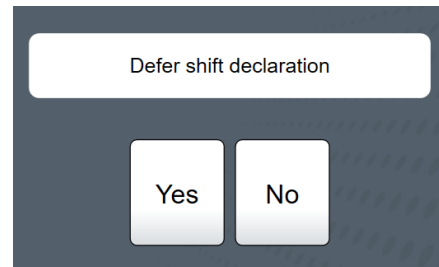 Defer shift declaration
Yes
No